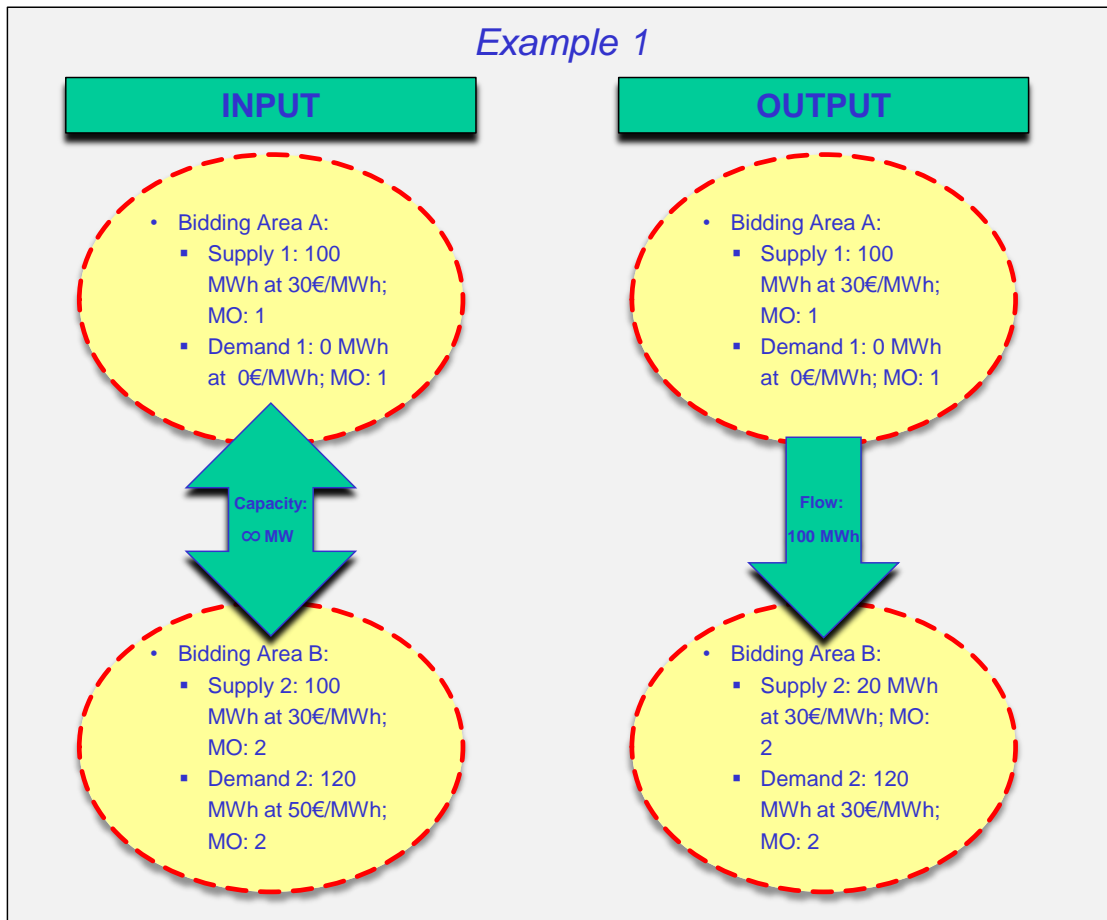 Example 1
INPUT
• Bidding Area A:
▪ Supply 1: 100
MWh at 30€/MWh;
MO: 1
▪ Demand 1: 0 MWh
at 0€/MWh; MO: 1
Capacity:
∞ MW
• Bidding Area B:
▪ Supply 2: 100
MWh at 30€/MWh;
MO: 2
▪ Demand 2: 120
MWh at 50€/MWh;
MO: 2
OUTPUT
• Bidding Area A:
▪ Supply 1: 100
MWh at 30€/MWh;
MO: 1
▪ Demand 1: 0 MWh
at 0€/MWh; MO: 1
Flow:
100 MWh
• Bidding Area B:
▪ Supply 2: 20 MWh
at 30€/MWh; MO:
2
▪ Demand 2: 120
MWh at 30€/MWh;
MO: 2